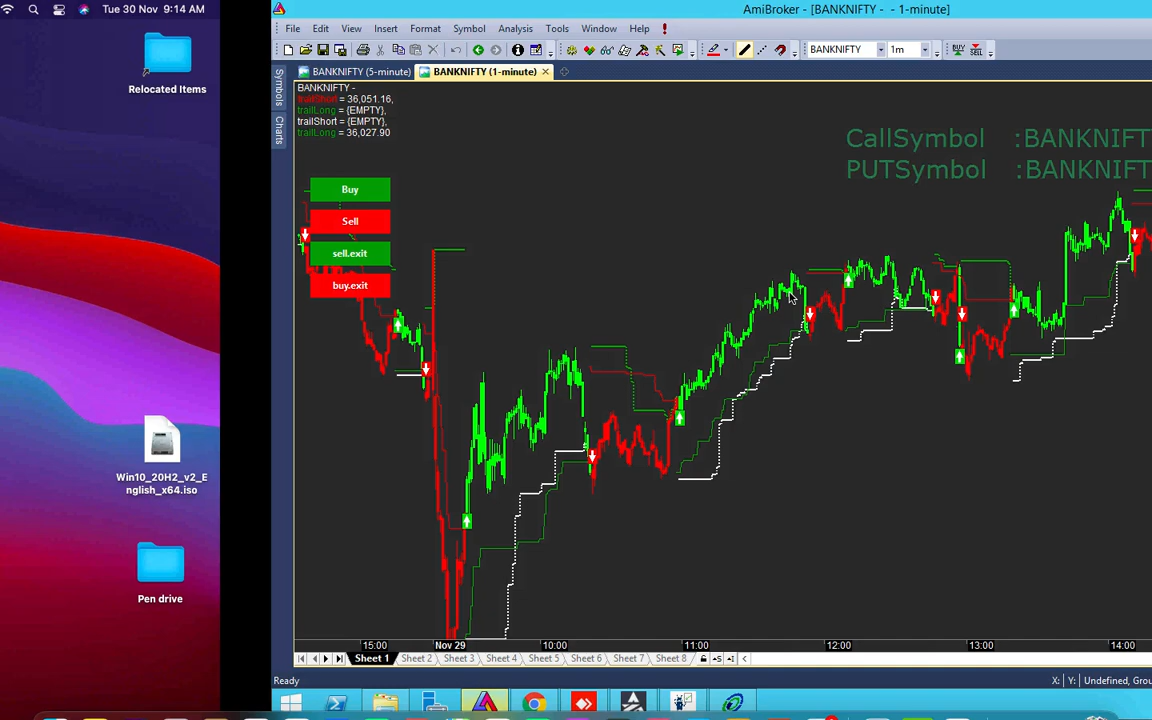 Tue 30 Nov 9:14 AM
Relocated Items
Win10_20H2_v2_E
nglish_x64.iso
Pen drive
AmiBroker - [BANKNIFTY - - 1-minute]
File Edit View Insert Format Symbol Analysis Tools Window Help
BANKNIFTY 1m BUY SELL
BANKNIFTY (5-minute) BANKNIFTY (1-minute)
Symbols
Charts
BANKNIFTY -
trailShort = 36,051.16,
trailLong = {EMPTY},
trailShort = {EMPTY},
trailLong = 36,027.90
CallSymbol :BANKNIFT
PUTSymbol :BANKNIFT
Buy
Sell
sell.exit
buy.exit
15:00 Nov 29 10:00 11:00 12:00 13:00 14:00
Sheet 1 Sheet 2 Sheet 3 Sheet 4 Sheet 5 Sheet 6 Sheet 7 Sheet 8
Ready
X: Y: Undefined, Grou